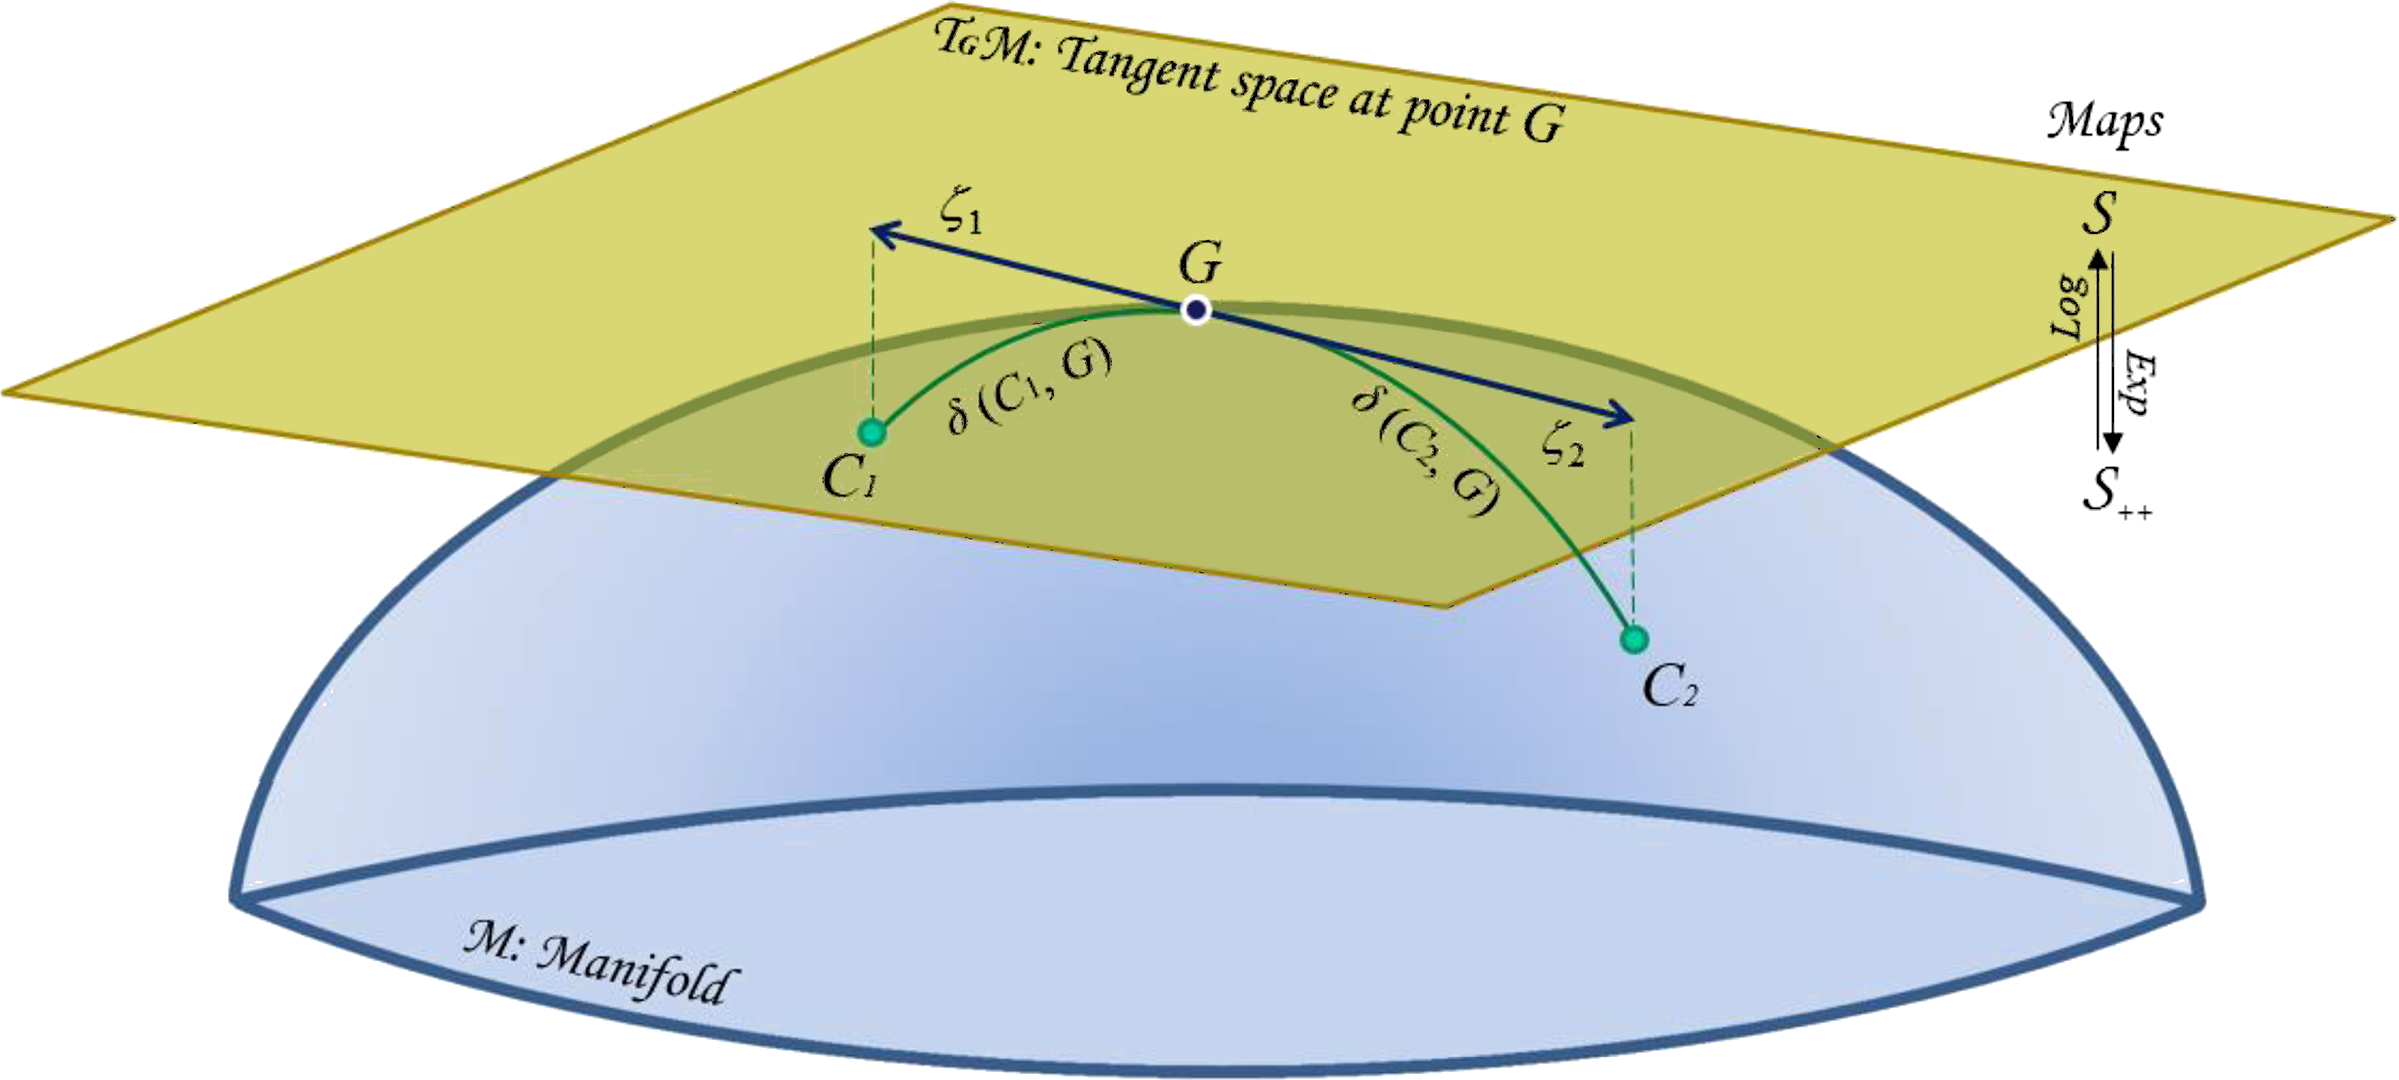 TGM: Tangent space at point G
Maps
S
Log
Exp
S++
ζ1
G
δ (C1, G)
δ (C2, G)
ζ2
C1
C2
M: Manifold